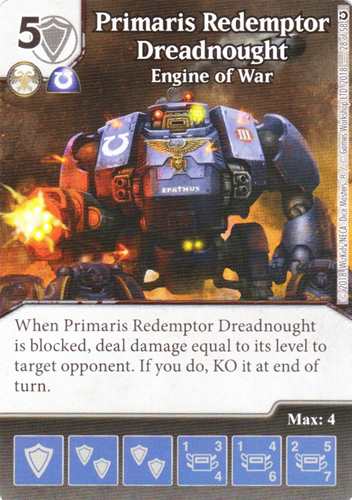 5
Primaris Redemptor
Dreadnought
Engine of War
III
EPATHUS
When Primaris Redemptor Dreadnought
is blocked, deal damage equal to its level to
target opponent. If you do, KO it at end of
turn.
Max: 4
1 3 4
1 4 6
2 5 7